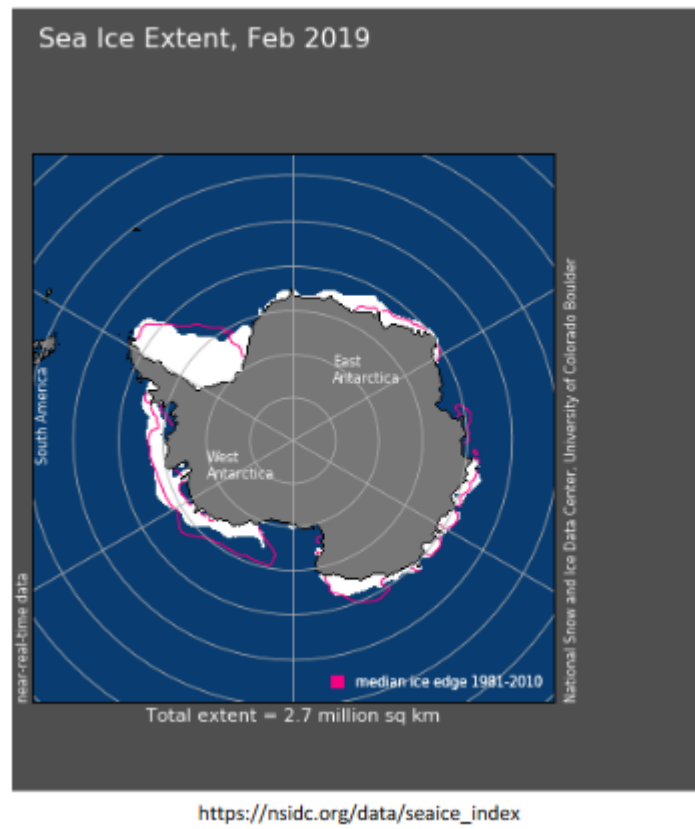 Sea Ice Extent, Feb 2019
East
Antarctica
West
Antarctica
South America
near-real-time data
National Snow and Ice Data Center, University of Colorado Boulder
median ice edge 1981-2010
Total extent = 2.7 million sq km
https://nsidc.org/data/seaice_index